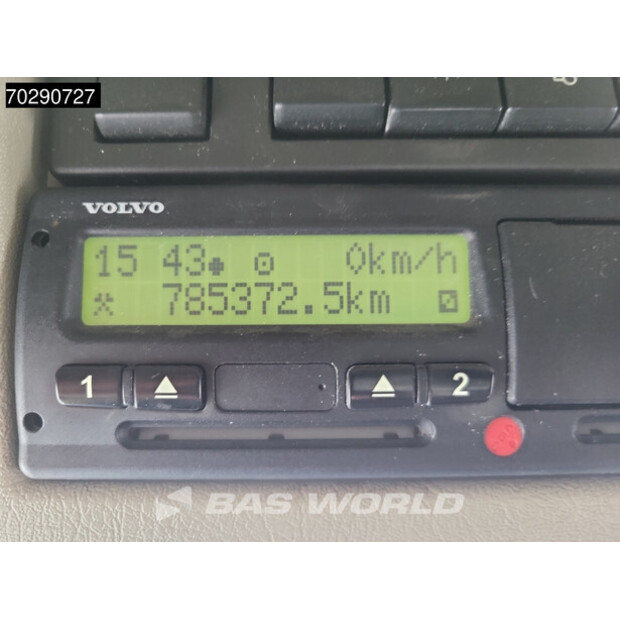 70290727
VOLVO
15 43 0km/h
785372.5km
1 2
BAS WORLD